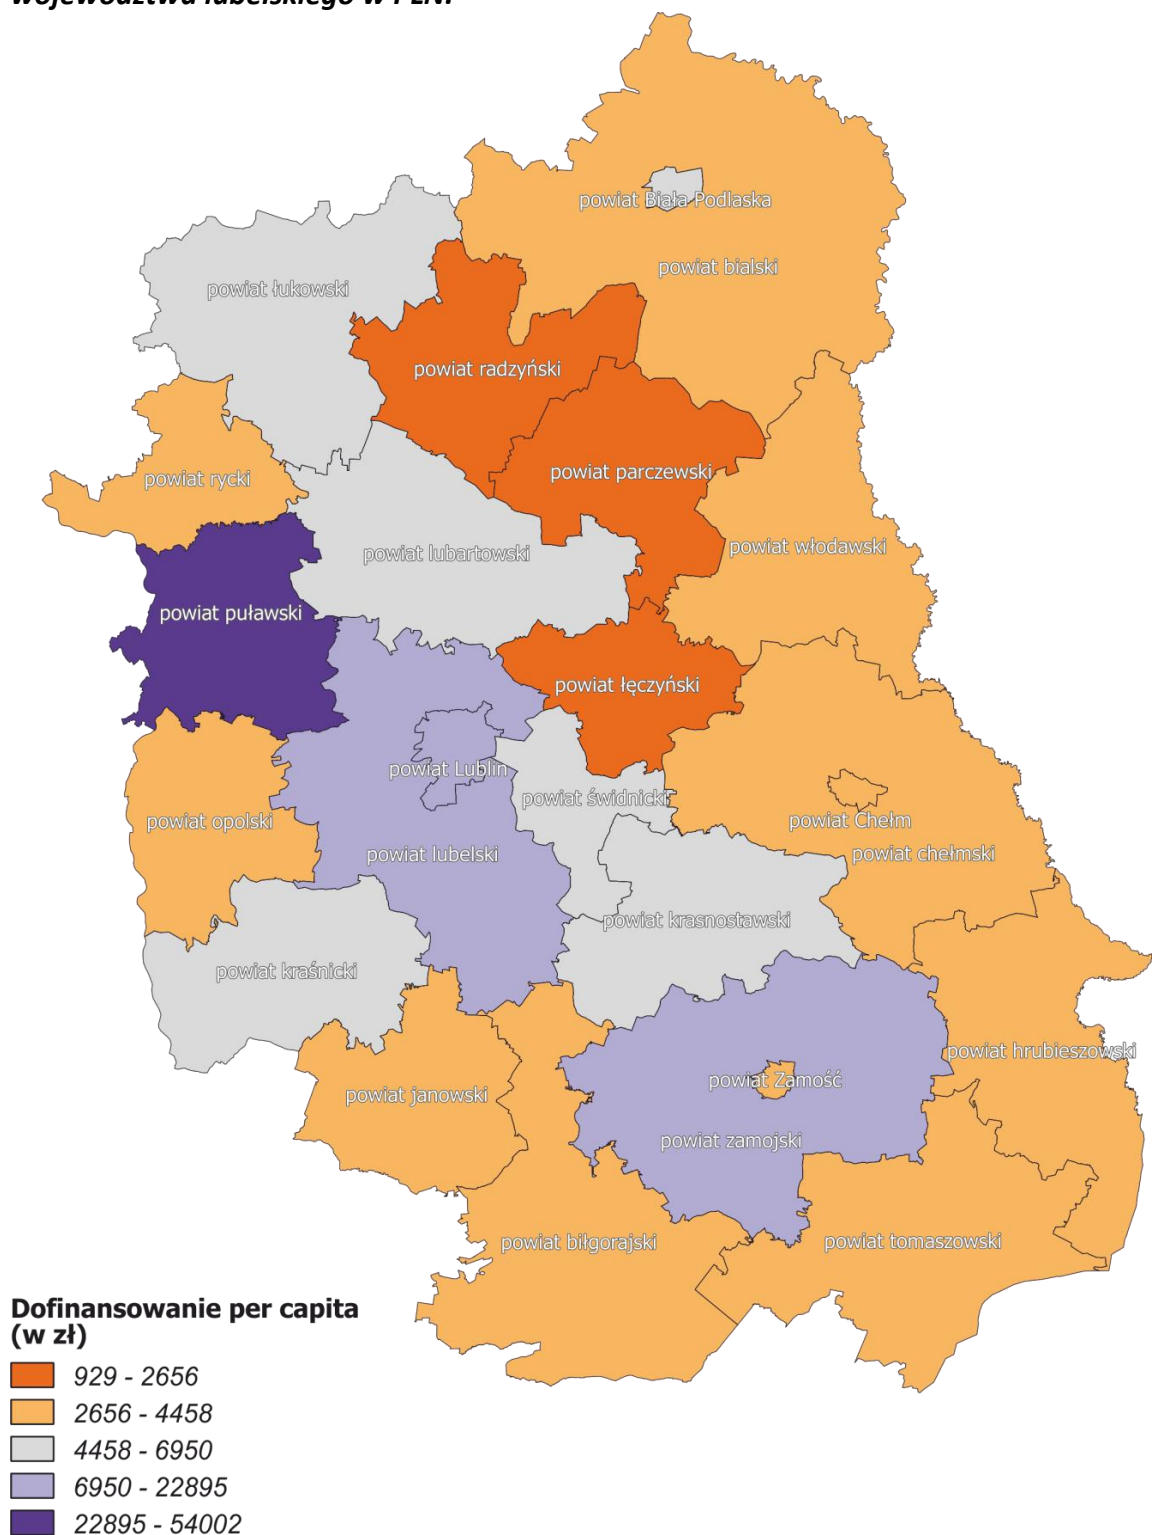 województwa lubelskiego w PLN.
powiat Biała Podlaska
powiat bialski
powiat łukowski
powiat radzyński
powiat parczewski
powiat rycki
powiat włodawski
powiat lubartowski
powiat puławski
powiat łęczyński
powiat Lublin
powiat świdnicki
powiat opolski
powiat Chełm
powiat lubelski
powiat chełmski
powiat krasnostawski
powiat kraśnicki
powiat hrubieszowski
powiat Zamość
powiat janowski
powiat zamojski
powiat biłgorajski
powiat tomaszowski
Dofinansowanie per capita
(w zł)
929 - 2656
2656 - 4458
4458 - 6950
6950 - 22895
22895 - 54002